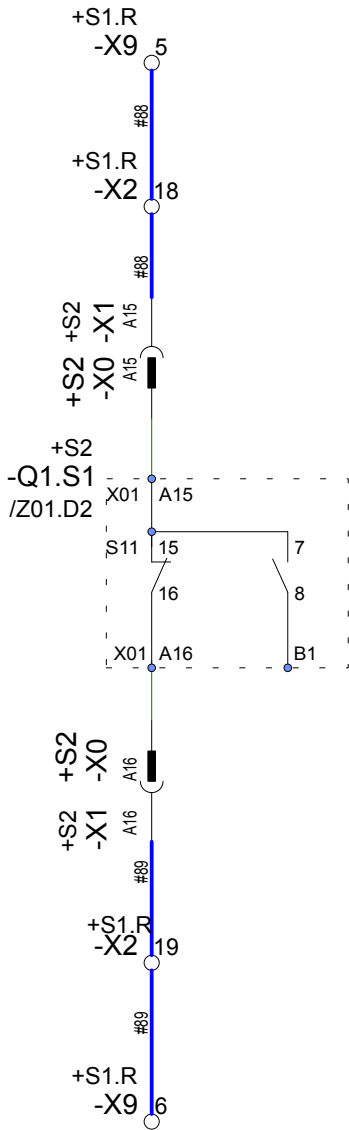 +S1.R
-X9 5
#88
+S1.R
-X2 18
#88
+S2
-X1
A15
+S2
-X0
A15
+S2
-Q1.S1
/Z01.D2
X01 A15
S11 15
7
16
8
X01 A16
B1
+S2
-X0
A16
+S2
-X1
A16
#89
+S1.R
-X2 19
#89
+S1.R
-X9 6